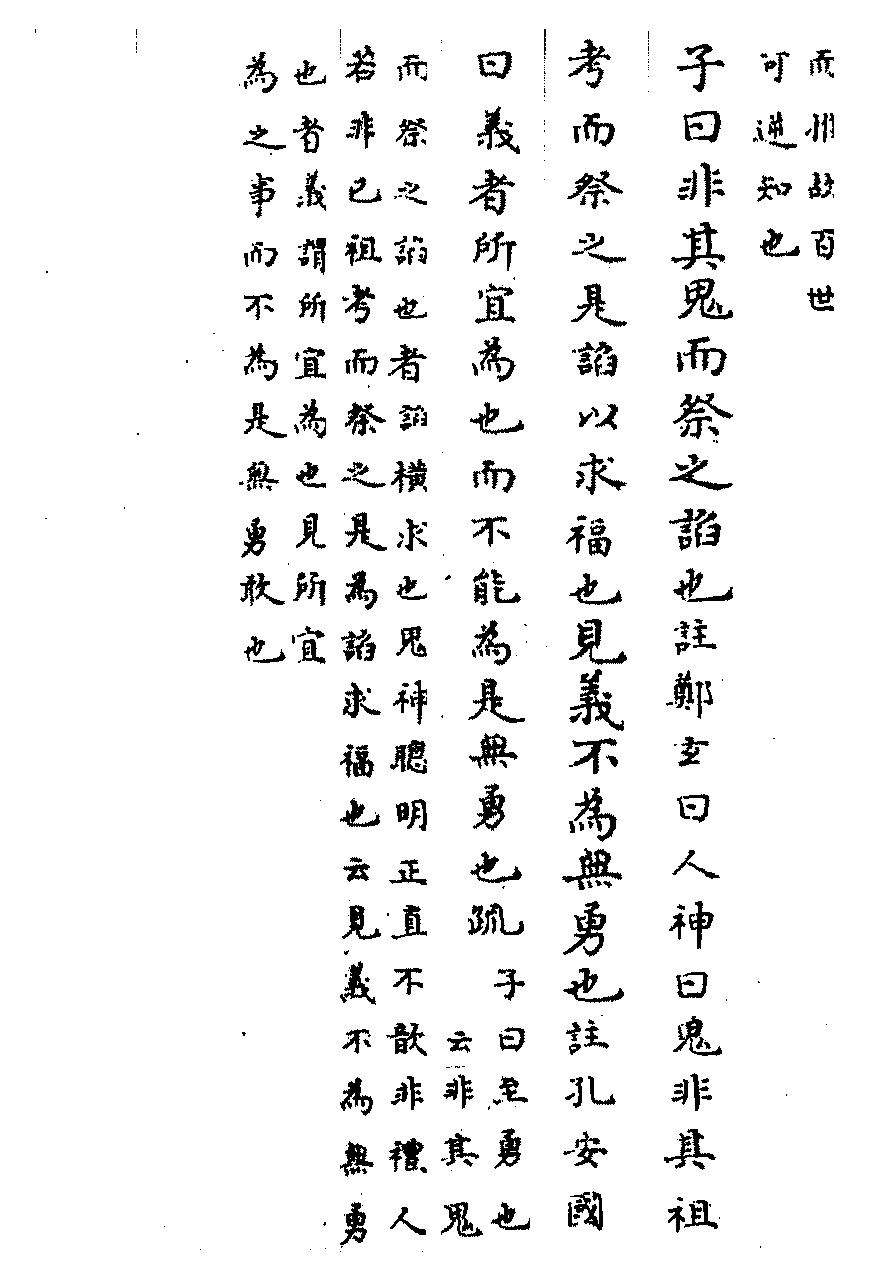 而州故百世
可逆知也
子曰非其鬼而祭之諂也註鄭玄曰人神曰鬼非其祖
考而祭之是諂以求福也見義不為無勇也註孔安國
曰義者所宜為也而不能為是無勇也疏
子曰至勇也
云非其鬼
而祭之諂也者諂橫求也鬼神聰明正直不歆非禮人
若非己祖考而祭之是為諂求福也云見義不為無勇
也者義謂所宜為也見所宜
為之事而不為是無勇敢也